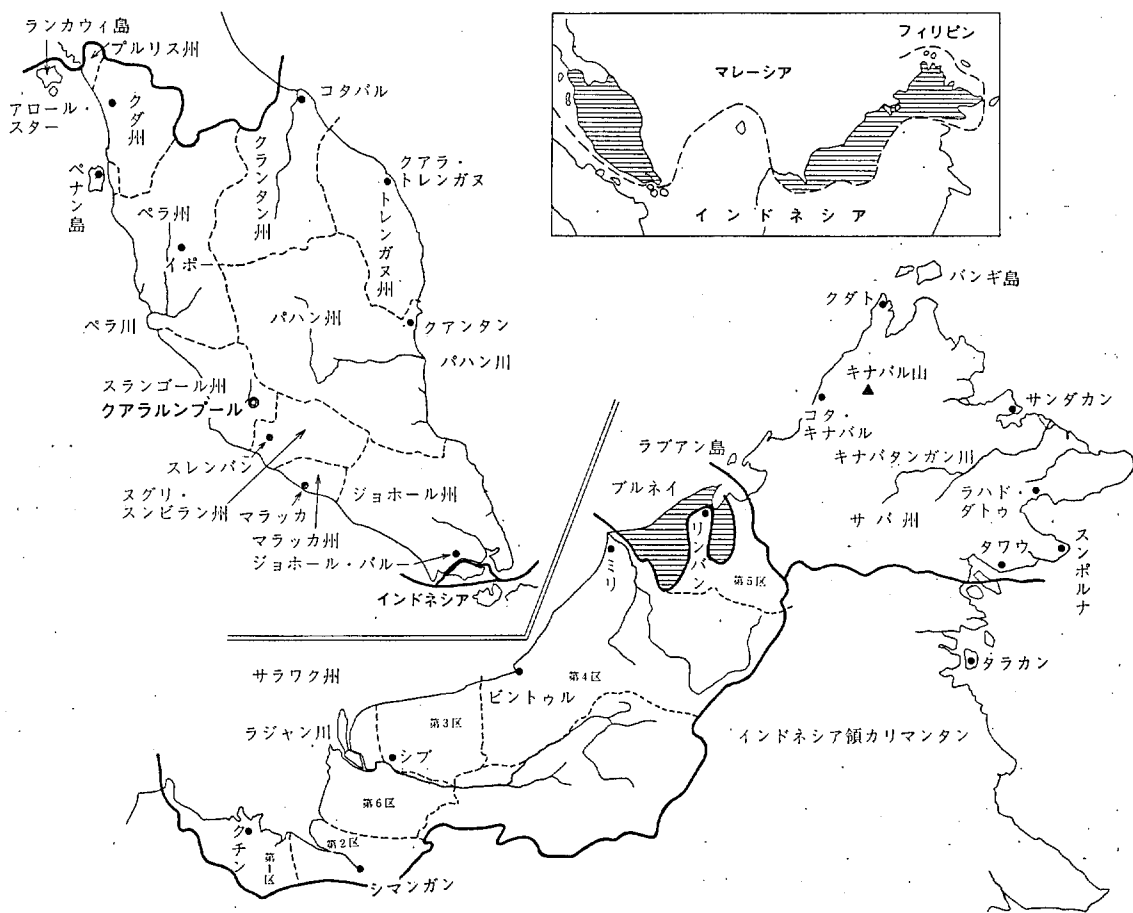 ランカウィ島
プルリス州
アロール・
スター
クダ州
コタバル
ペナン島
クランタン州
クアラ・
トレンガヌ
トレンガヌ州
ペラ州
イポー
ペラ川
パハン州
クアンタン
パハン川
スランゴール州
クアラルンプール
スレンバン
ヌグリ・
スンビラン州
マラッカ
マラッカ州
ジョホール州
ジョホール・バルー
インドネシア
フィリピン
マレーシア
インドネシア
バンギ島
クダト
キナバル山
コタ・
キナバル
サンダカン
キナバタンガン川
ラハド・
ダトゥ
サバ州
タワウ
スンポルナ
ラブアン島
ブルネイ
リンバン
ミリ
第5区
タラカン
サラワク州
ビントゥル
第4区
第3区
ラジャン川
シブ
インドネシア領カリマンタン
第6区
クチン
第1区
第2区
シマンガン